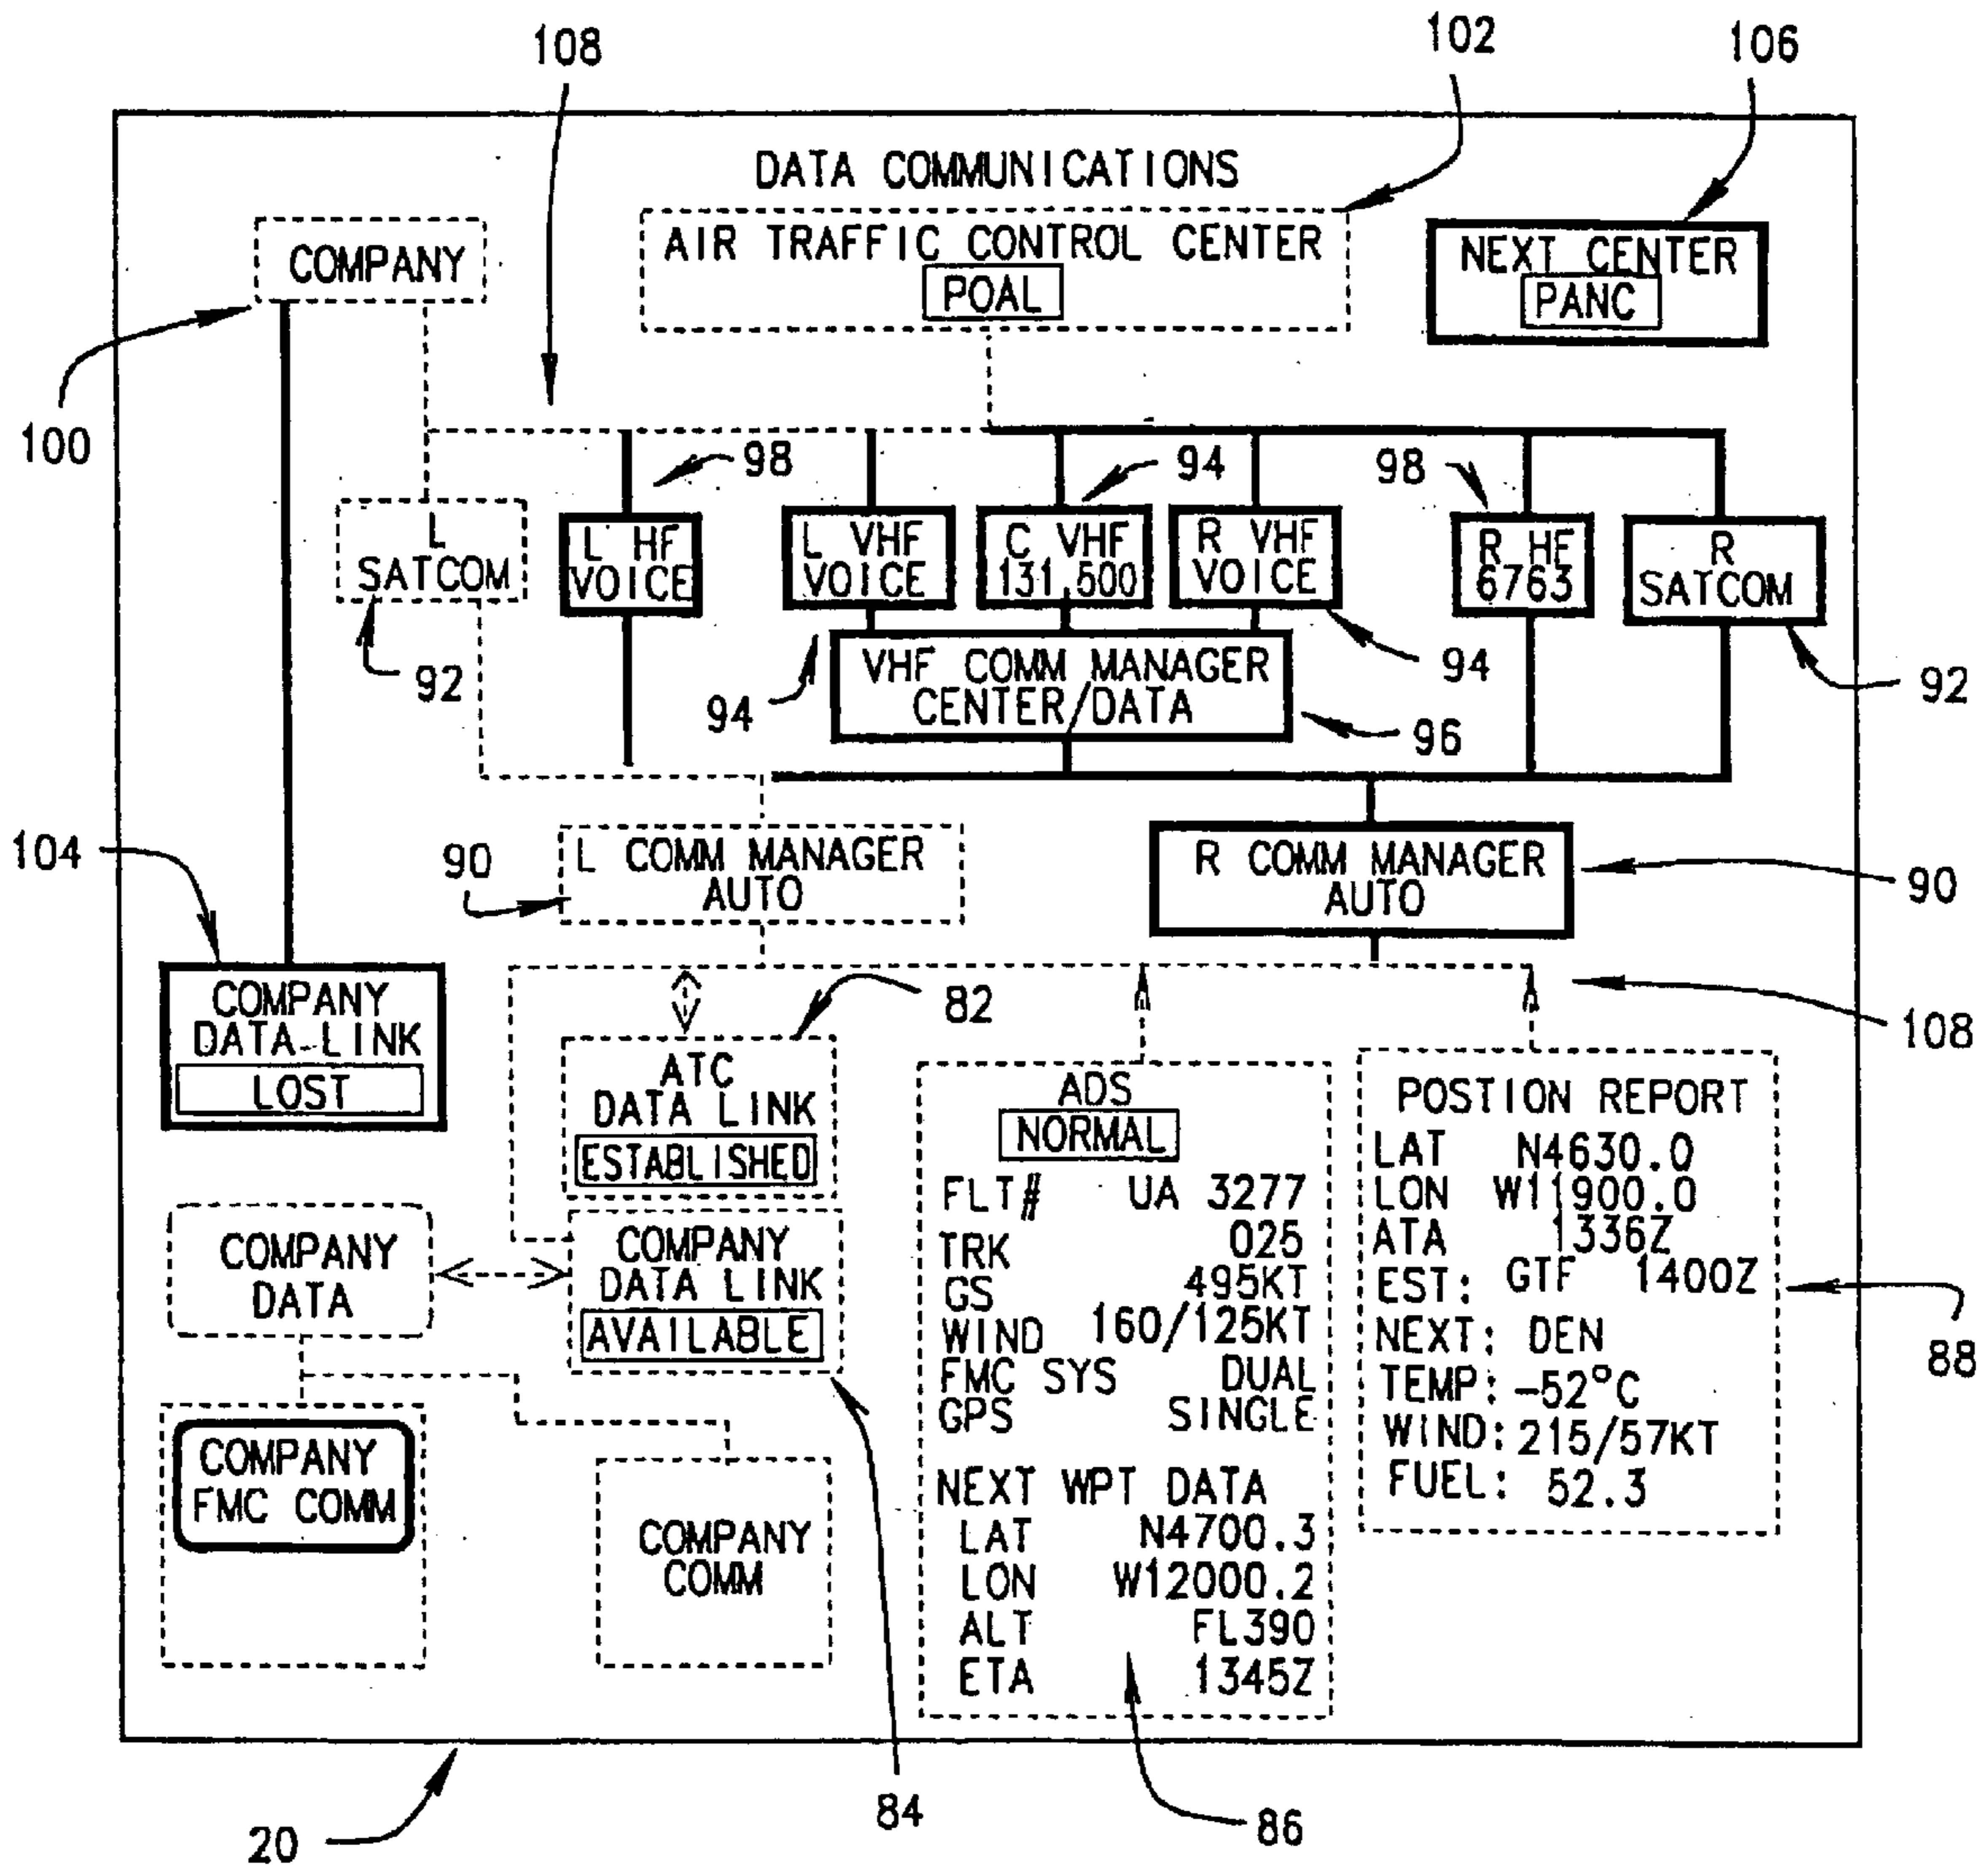 108
102
106
DATA COMMUNICATIONS
COMPANY
AIR TRAFFIC CONTROL CENTER
POAL
NEXT CENTER
PANC
100
98
94
98
L
SATCOM
L HF
VOICE
L VHF
VOICE
C VHF
131.500
R VHF
VOICE
R HF
6763
R
SATCOM
92
94
VHF COMM MANAGER
CENTER/DATA
96
94
92
104
90
L COMM MANAGER
AUTO
R COMM MANAGER
AUTO
90
COMPANY
DATA LINK
LOST
82
108
ATC
DATA LINK
ESTABLISHED
COMPANY
DATA
COMPANY
DATA LINK
AVAILABLE
COMPANY
FMC COMM
COMPANY
COMM
ADS
NORMAL
FLT# UA 3277
TRK 025
GS 495KT
WIND 160/125KT
FMC SYS DUAL
GPS SINGLE
NEXT WPT DATA
LAT N4700.3
LON W12000.2
ALT FL390
ETA 1345Z
POSTION REPORT
LAT N4630.0
LON W11900.0
ATA 1336Z
EST: GTF 1400Z
NEXT: DEN
TEMP: -52°C
WIND: 215/57KT
FUEL: 52.3
88
20
84
86